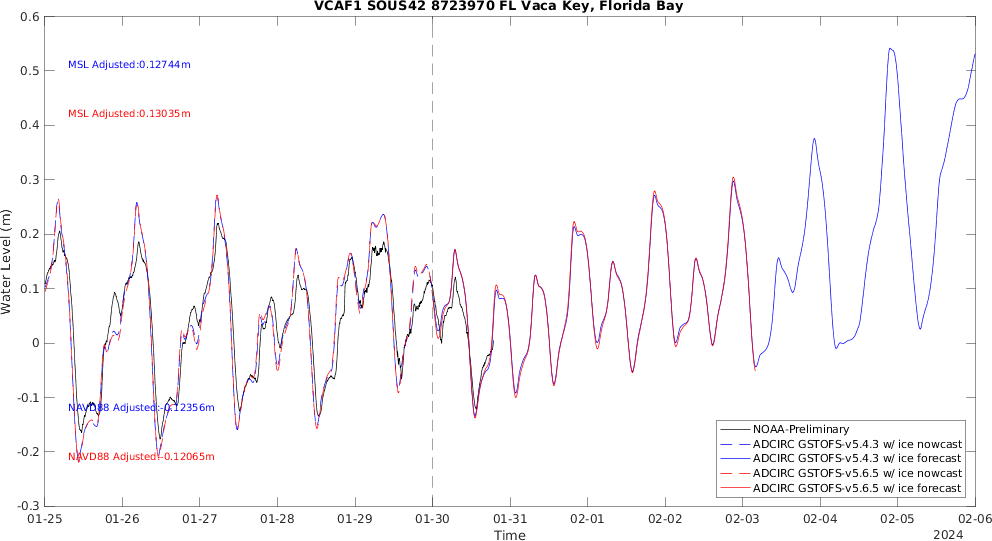 VCAF1 SOUS42 8723970 FL Vaca Key, Florida Bay
0.6
0.5
0.4
0.3
0.2
0.1
0
-0.1
-0.2
-0.3
Water Level (m)
MSL Adjusted:0.12744m
MSL Adjusted:0.13035m
NAVD88 Adjusted:-0.12356m
NAVD88 Adjusted:-0.12065m
NOAA-Preliminary
ADCIRC GSTOFS-v5.4.3 w/ ice nowcast
ADCIRC GSTOFS-v5.4.3 w/ ice forecast
ADCIRC GSTOFS-v5.6.5 w/ ice nowcast
ADCIRC GSTOFS-v5.6.5 w/ ice forecast
01-25 01-26 01-27 01-28 01-29 01-30 01-31 02-01 02-02 02-03 02-04 02-05 02-06
Time
2024